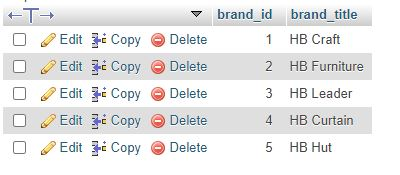 brand_id brand_title
Edit Copy Delete 1 HB Craft
Edit Copy Delete 2 HB Furniture
Edit Copy Delete 3 HB Leader
Edit Copy Delete 4 HB Curtain
Edit Copy Delete 5 HB Hut